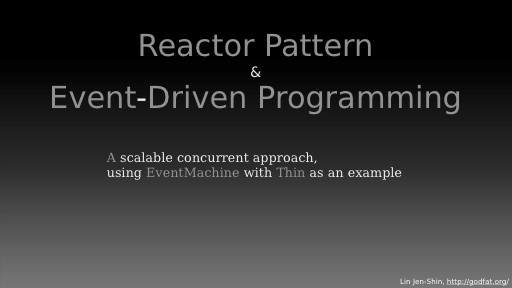 Reactor Pattern
&
Event-Driven Programming
A scalable concurrent approach,
using EventMachine with Thin as an example
Lin Jen-Shin, http://godfat.org/